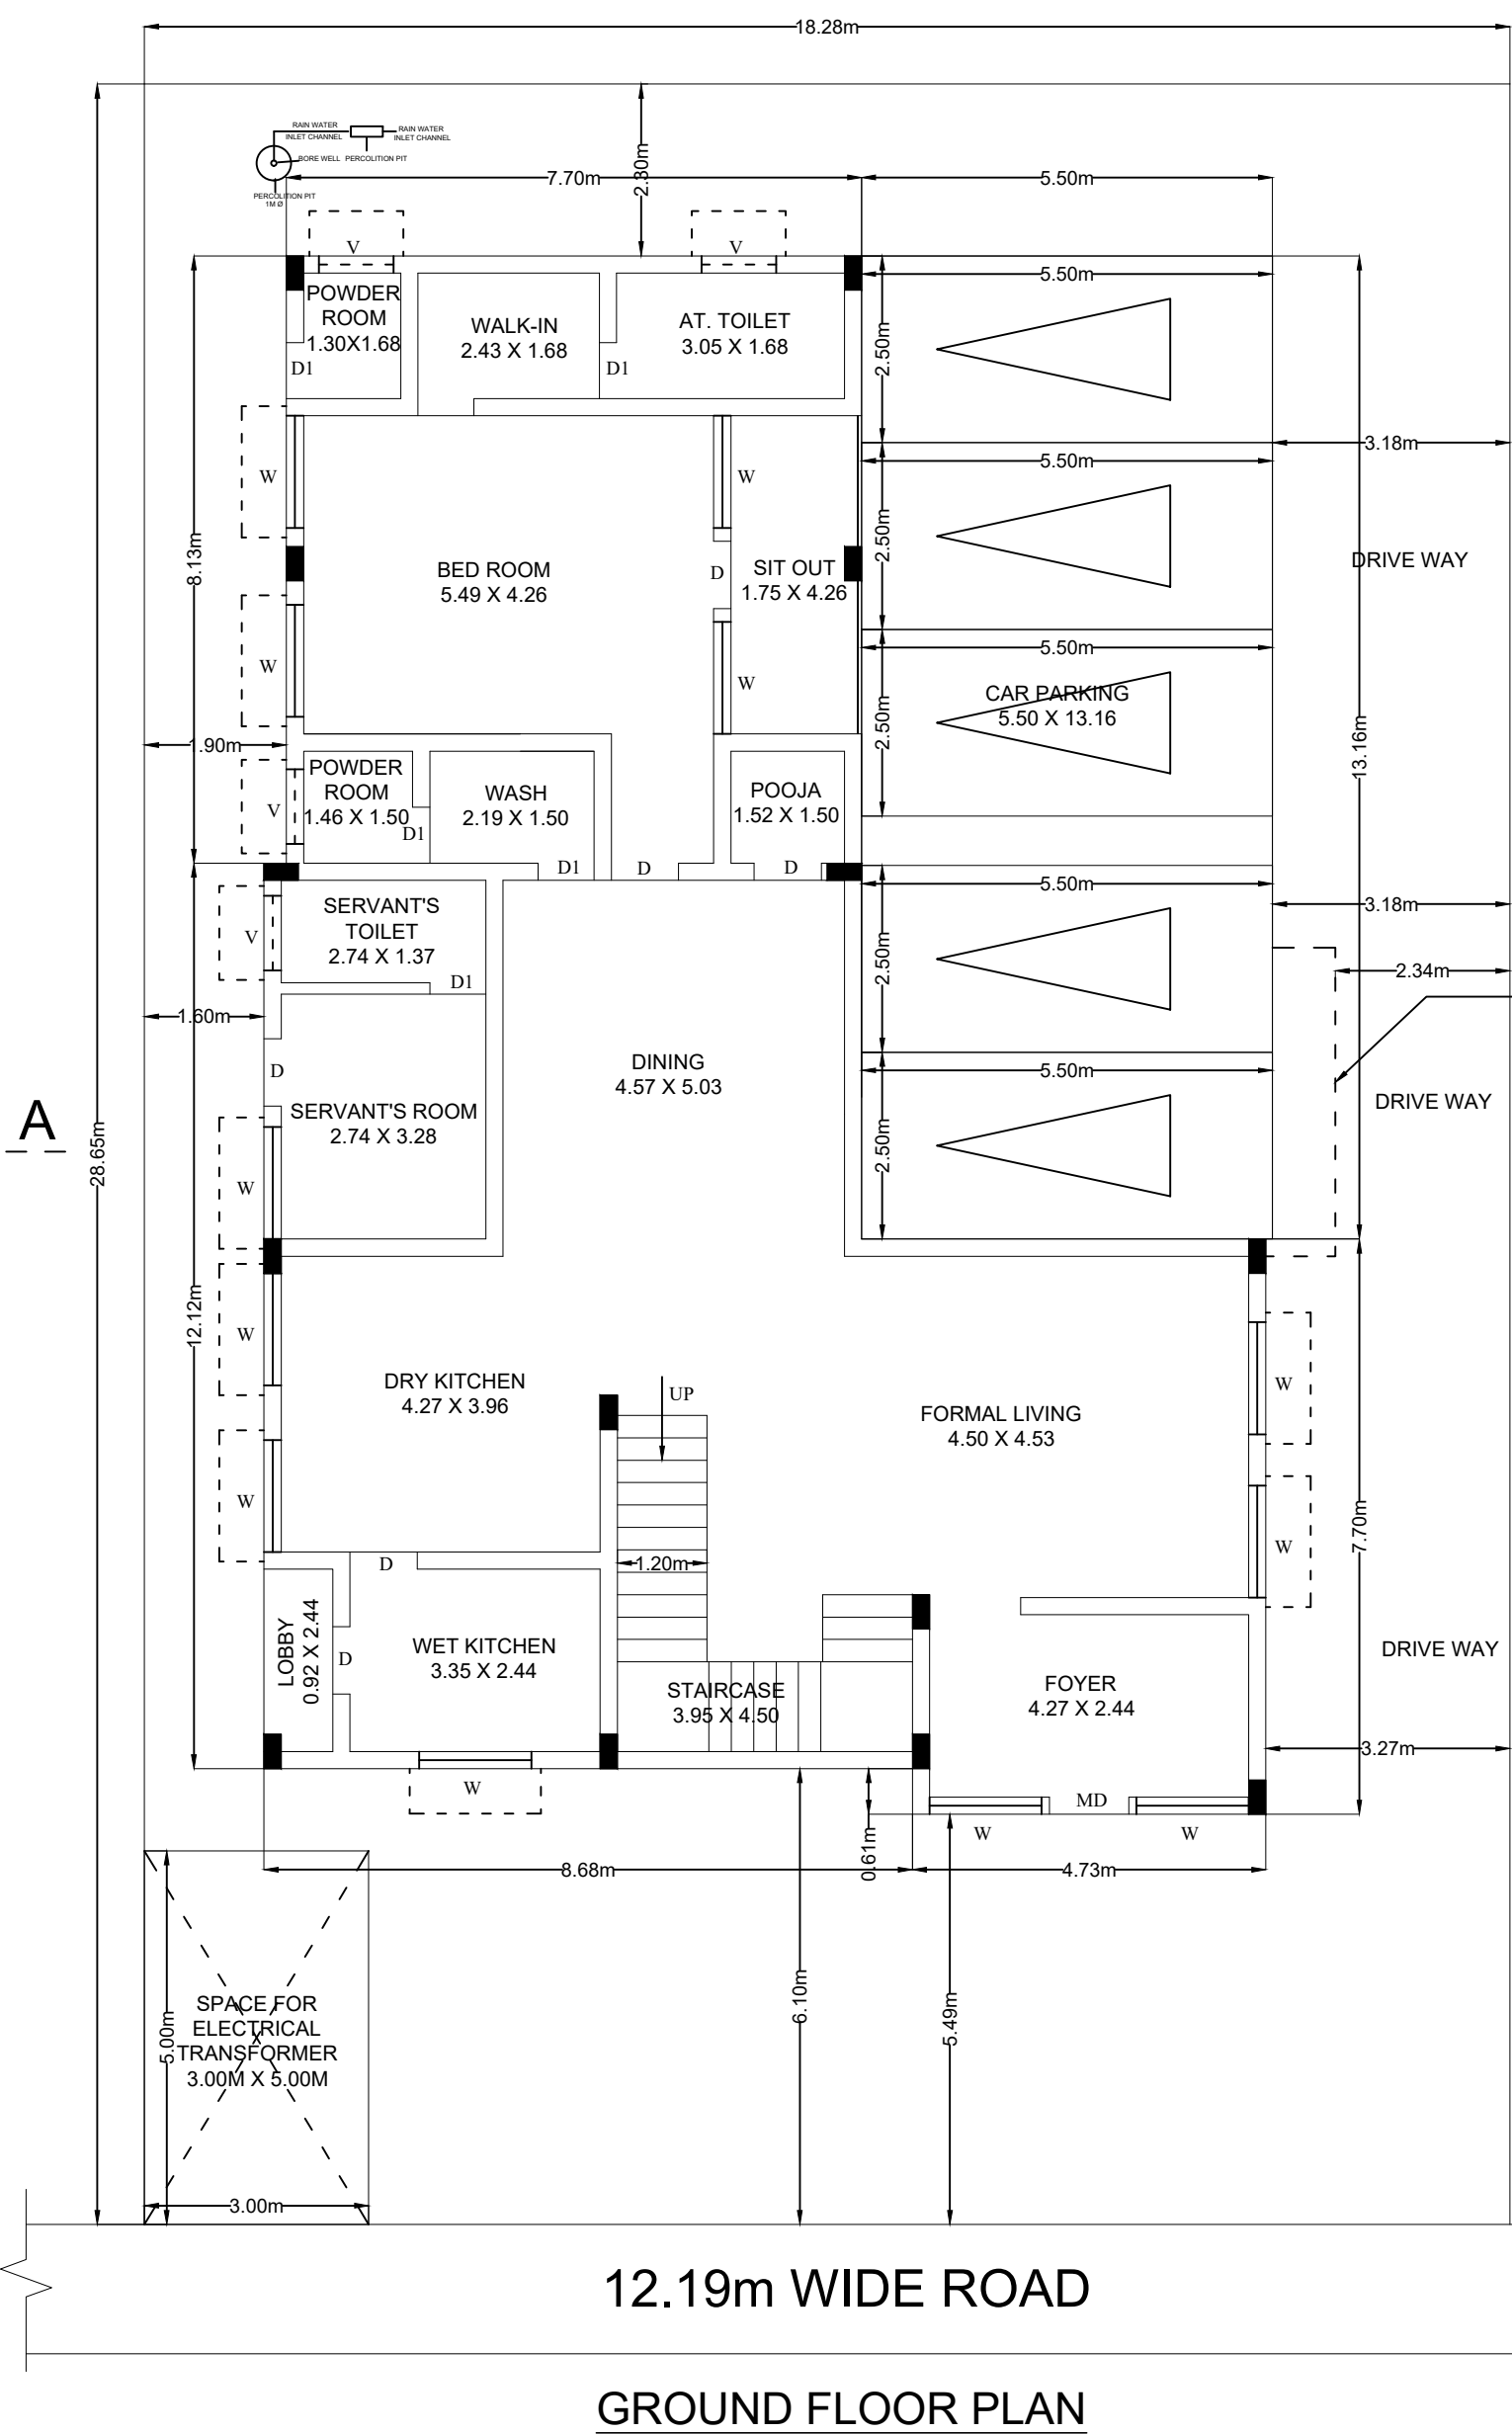 18.28m
RAIN WATER
INLET CHANNEL
RAIN WATER
INLET CHANNEL
BORE WELL
PERCOLITION PIT
PERCOLITION PIT
1M Ø
2.30m
7.70m
5.50m
V
V
POWDER
ROOM
1.30X1.68
D1
WALK-IN
2.43 X 1.68
D1
AT. TOILET
3.05 X 1.68
5.50m
2.50m
3.18m
W
W
5.50m
2.50m
8.13m
BED ROOM
5.49 X 4.26
D
SIT OUT
1.75 X 4.26
DRIVE WAY
W
W
5.50m
2.50m
CAR PARKING
5.50 X 13.16
13.16m
1.90m
V
POWDER
ROOM
1.46 X 1.50
D1
WASH
2.19 X 1.50
POOJA
1.52 X 1.50
D1
D
D
5.50m
3.18m
V
SERVANT'S
TOILET
2.74 X 1.37
D1
2.50m
2.34m
1.60m
D
DINING
4.57 X 5.03
5.50m
2.50m
DRIVE WAY
A
28.65m
SERVANT'S ROOM
2.74 X 3.28
W
12.12m
W
DRY KITCHEN
4.27 X 3.96
UP
FORMAL LIVING
4.50 X 4.53
W
W
W
7.70m
D
1.20m
LOBBY
0.92 X 2.44
D
WET KITCHEN
3.35 X 2.44
STAIRCASE
3.95 X 4.50
FOYER
4.27 X 2.44
DRIVE WAY
3.27m
W
MD
W
W
0.61m
8.68m
4.73m
5.00m
SPACE FOR
ELECTRICAL
TRANSFORMER
3.00M X 5.00M
6.10m
5.49m
3.00m
12.19m WIDE ROAD
GROUND FLOOR PLAN